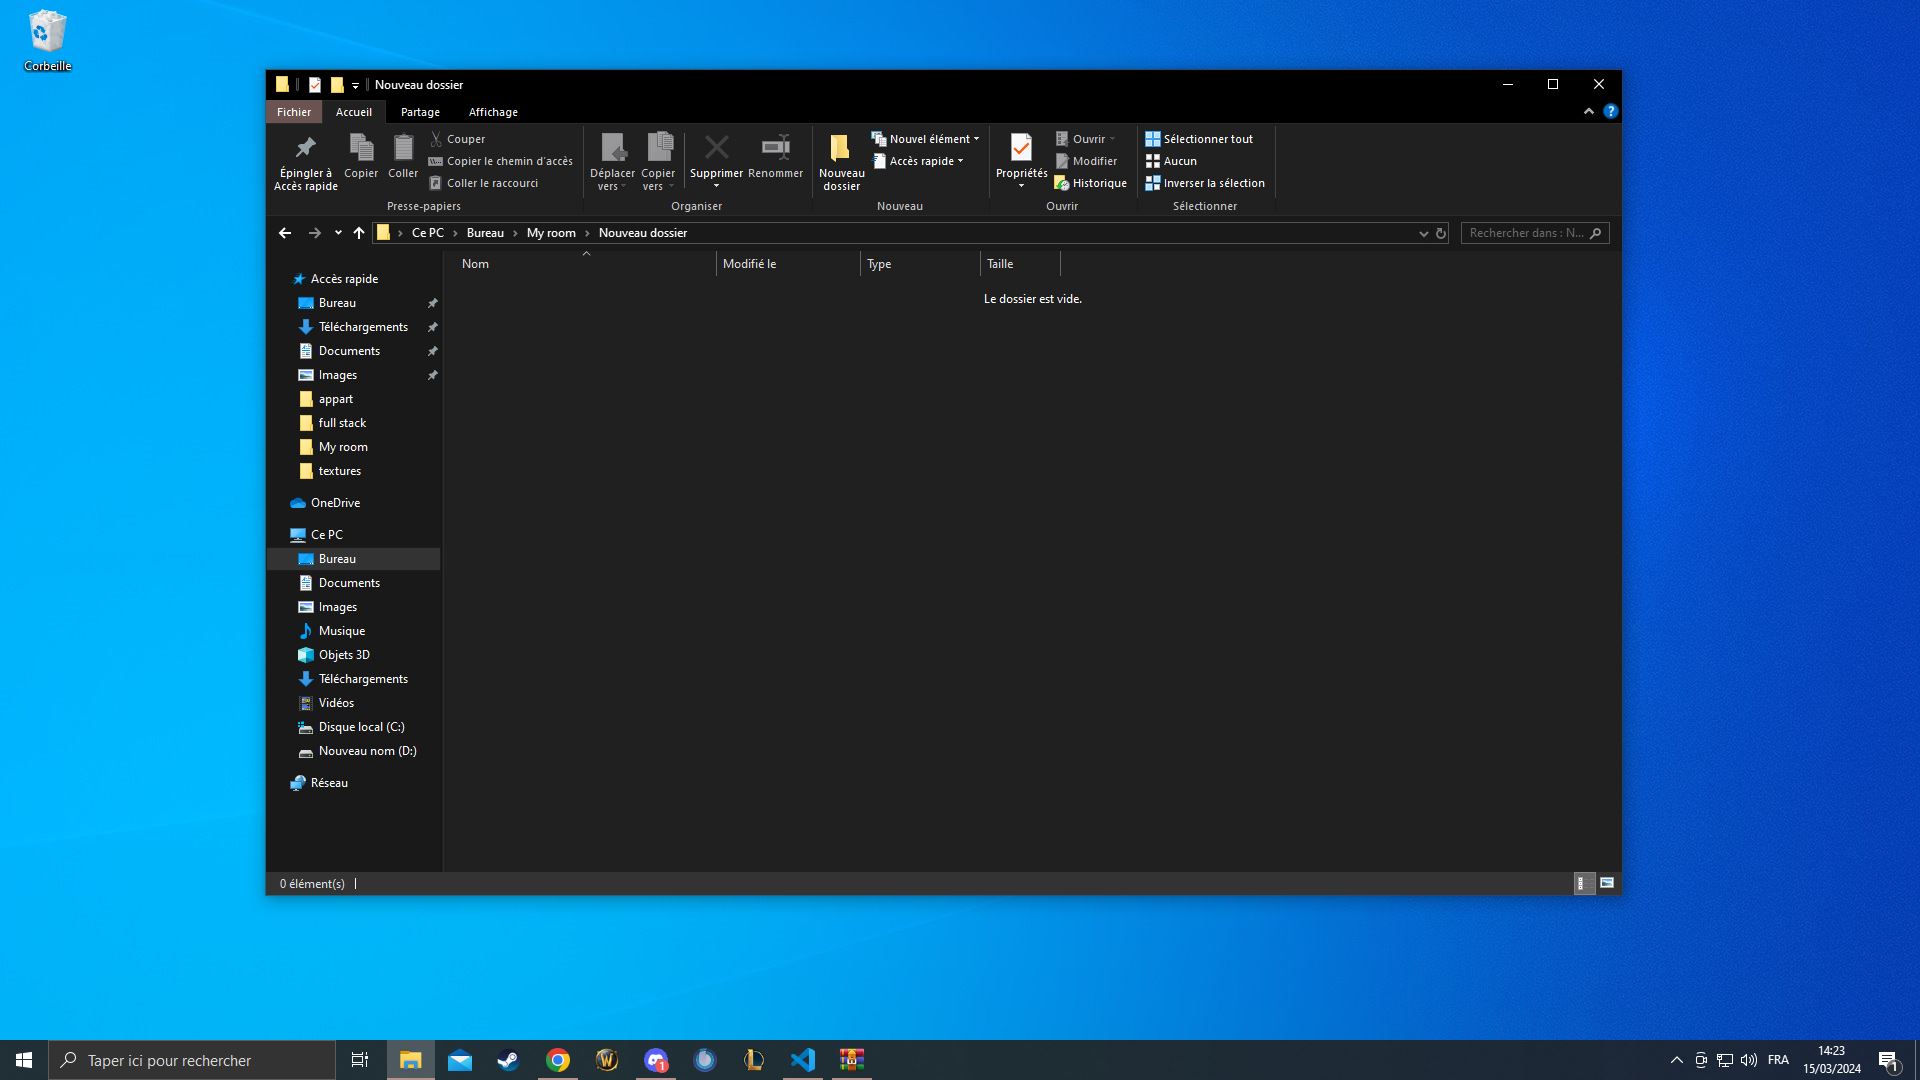 Corbeille
Nouveau dossier
Fichier Accueil Partage Affichage
Épingler à Accès rapide
Copier
Coller
Couper
Copier le chemin d'accès
Coller le raccourci
Presse-papiers
Déplacer vers
Copier vers
Supprimer
Renommer
Organiser
Nouveau dossier
Nouvel élément
Accès rapide
Nouveau
Propriétés
Ouvrir
Modifier
Historique
Ouvrir
Sélectionner tout
Aucun
Inverser la sélection
Sélectionner
Ce PC > Bureau > My room > Nouveau dossier
Rechercher dans : N...
Nom Modifié le Type Taille
Le dossier est vide.
Accès rapide
Bureau
Téléchargements
Documents
Images
appart
full stack
My room
textures
OneDrive
Ce PC
Bureau
Documents
Images
Musique
Objets 3D
Téléchargements
Vidéos
Disque local (C:)
Nouveau nom (D:)
Réseau
0 élément(s)
Taper ici pour rechercher
1
FRA
14:23
15/03/2024
1